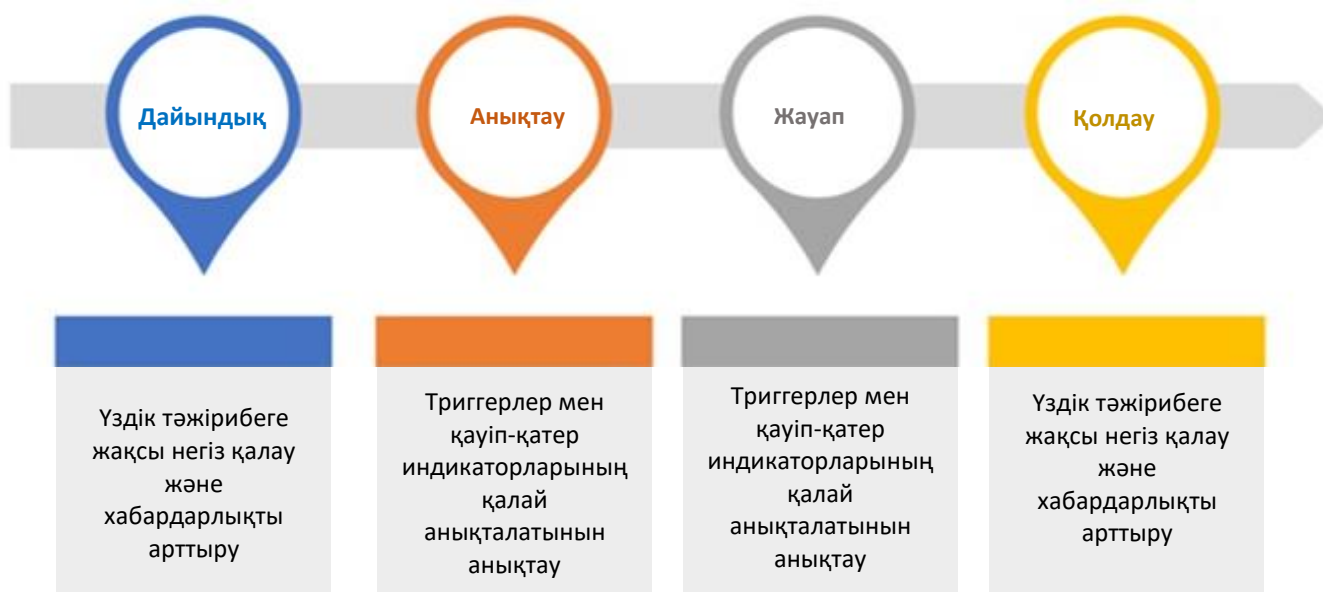 Дайындық
Анықтау
Жауап
Қолдау
Үздік тәжірибеге
жақсы негіз қалау
және
хабардарлықты
арттыру
Триггерлер мен
қауіп-қатер
индикаторларының
қалай
анықталатынын
анықтау
Триггерлер мен
қауіп-қатер
индикаторларының
қалай
анықталатынын
анықтау
Үздік тәжірибеге
жақсы негіз қалау
және
хабардарлықты
арттыру